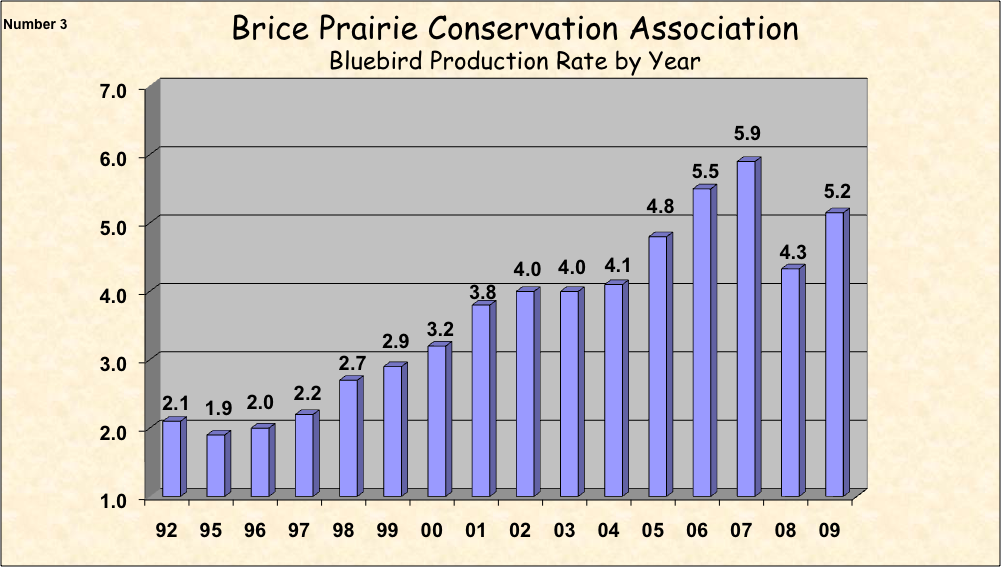 Number 3
Brice Prairie Conservation Association
Bluebird Production Rate by Year
7.0
6.0
5.0
4.0
3.0
2.0
1.0
2.1 1.9 2.0 2.2 2.7 2.9 3.2 3.8 4.0 4.0 4.1 4.8 5.5 5.9 4.3 5.2
92 95 96 97 98 99 00 01 02 03 04 05 06 07 08 09